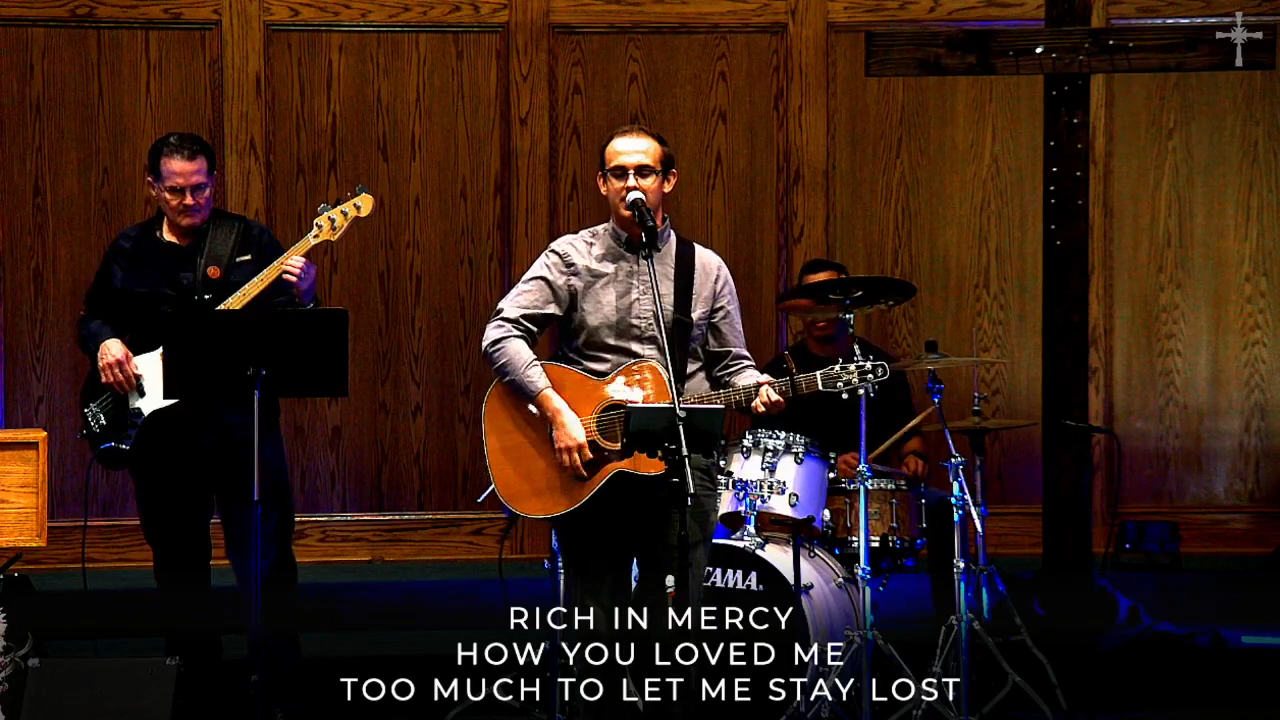 TAMA
RICH IN MERCY
HOW YOU LOVED ME
TOO MUCH TO LET ME STAY LOST